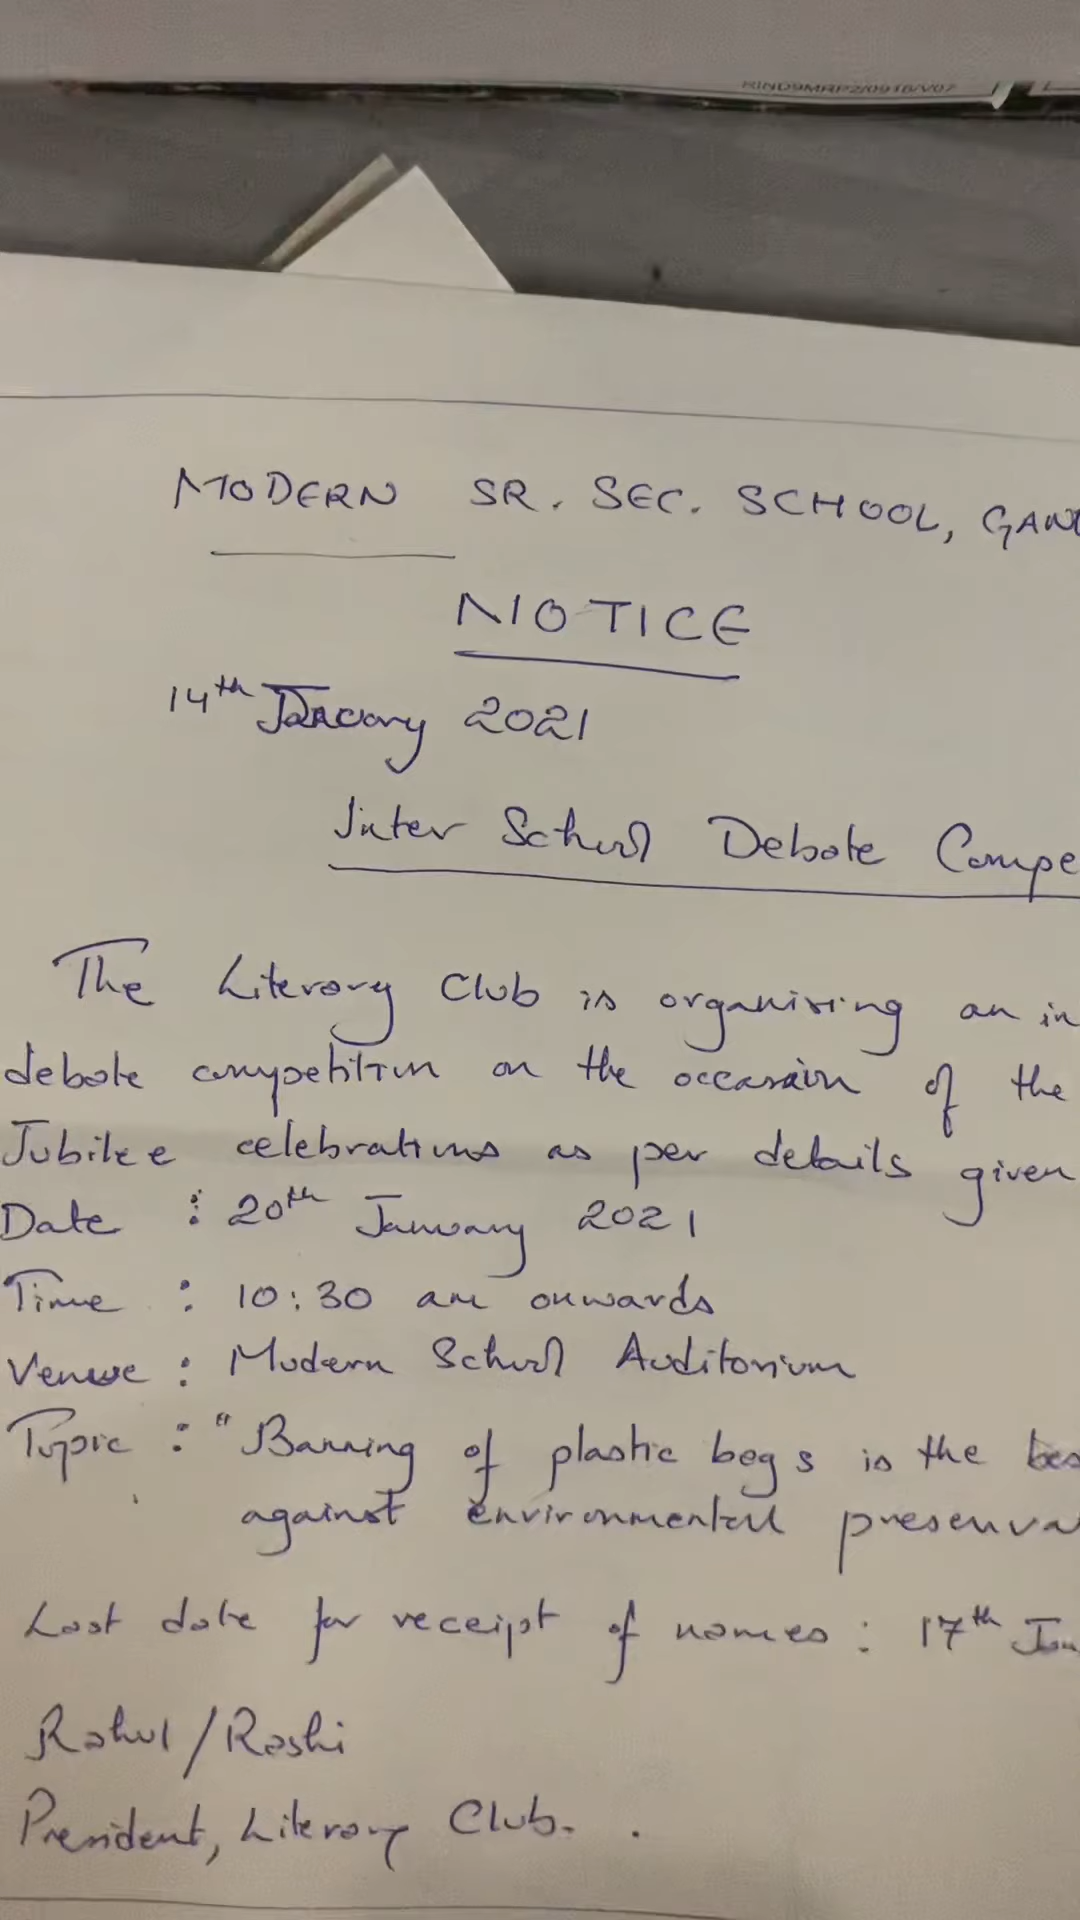 RIND9MRP2/0916/V07
MODERN SR. SEC. SCHOOL,
NOTICE
14th January 2021
Inter School Debate
The Literary Club is organising an
debate competition on the occasion of the
Jubilee celebrations as per details given
Date : 20th January 2021
Time : 10:30 am onwards
Venue : Modern School Auditorium
Topic : "Banning of plastic bags is the
against environmental
Last date for receipt of names : 17th
Rahul/Rashi
President, Literary Club.